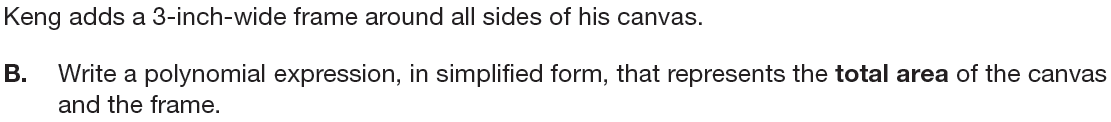 Keng adds a 3-inch-wide frame around all sides of his canvas.
B. Write a polynomial expression, in simplified form, that represents the total area of the canvas
and the frame.